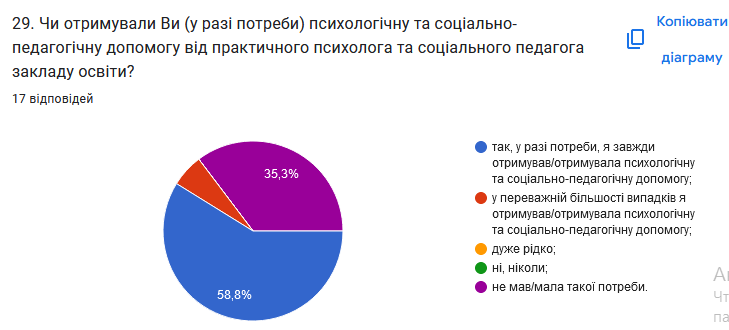 29. Чи отримували Ви (у разі потреби) психологічну та соціально-
педагогічну допомогу від практичного психолога та соціального педагога
закладу освіти?
Копіювати
діаграму
17 відповідей
35,3%
58,8%
так, у разі потреби, я завжди
отримував/отримувала психологічну
та соціально-педагогічну допомогу;
у переважній більшості випадків я
отримував/отримувала психологічну
та соціально-педагогічну допомогу;
дуже рідко;
ні, ніколи;
не мав/мала такої потреби.